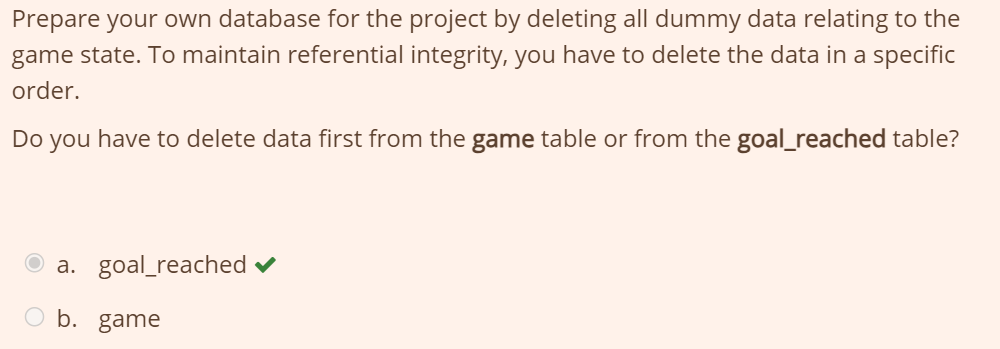 Prepare your own database for the project by deleting all dummy data relating to the
game state. To maintain referential integrity, you have to delete the data in a specific
order.
Do you have to delete data first from the game table or from the goal_reached table?
a. goal_reached
b. game